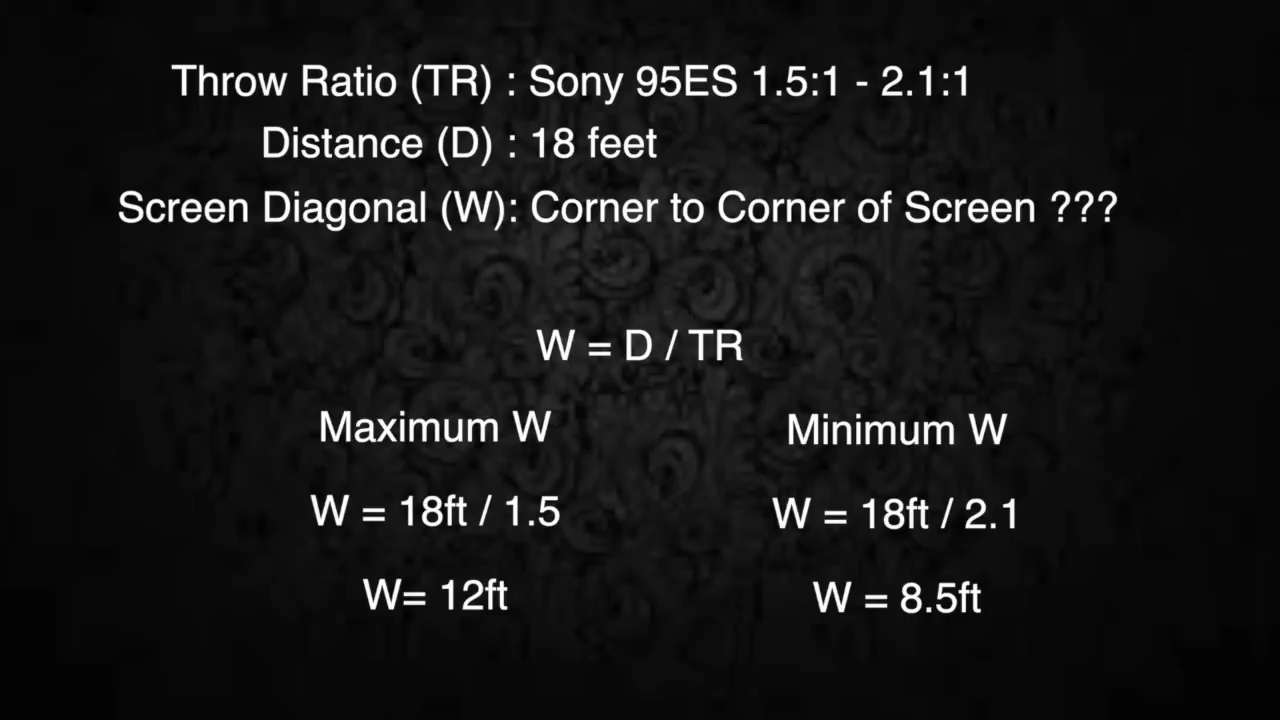 Throw Ratio (TR) : Sony 95ES 1.5:1 - 2.1:1
Distance (D) : 18 feet
Screen Diagonal (W): Corner to Corner of Screen ???
W = D / TR
Maximum W
W = 18ft / 1.5
W= 12ft
Minimum W
W = 18ft / 2.1
W = 8.5ft